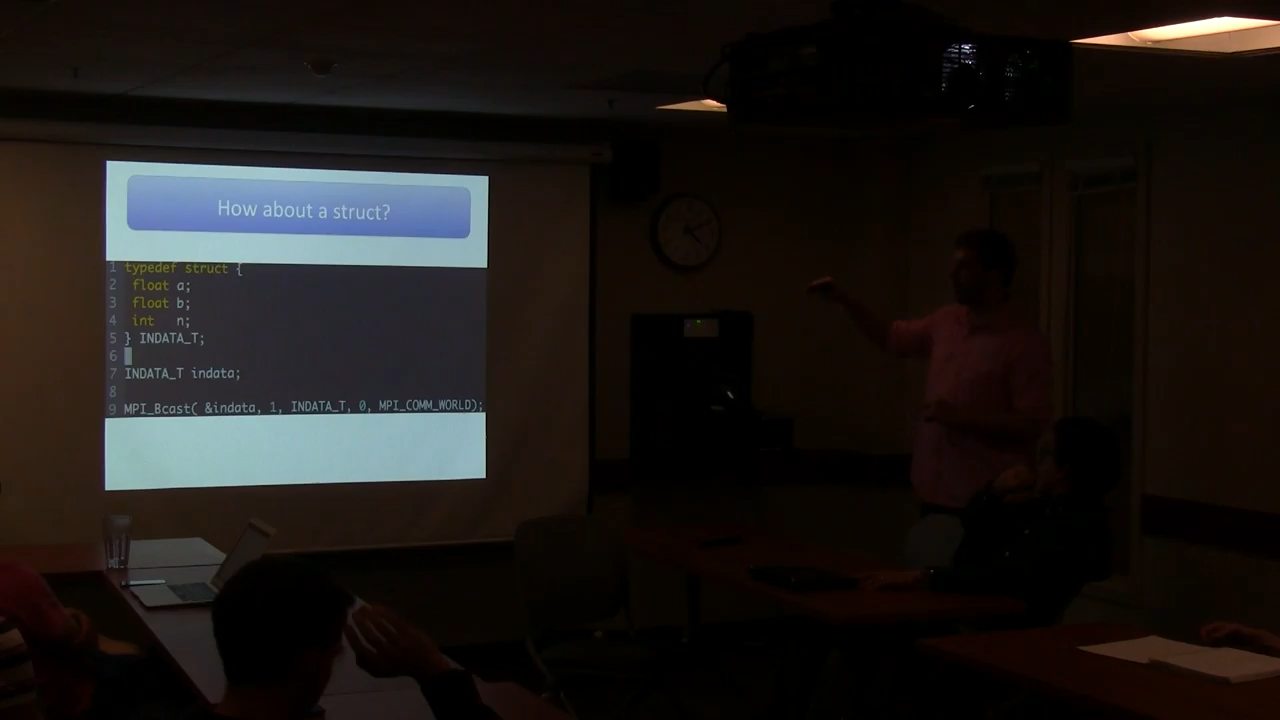 How about a struct?
1 typedef struct {
2 float a;
3 float b;
4 int n;
5 } INDATA_T;
6
7 INDATA_T indata;
8
9 MPI_Bcast( &indata, 1, INDATA_T, 0, MPI_COMM_WORLD);